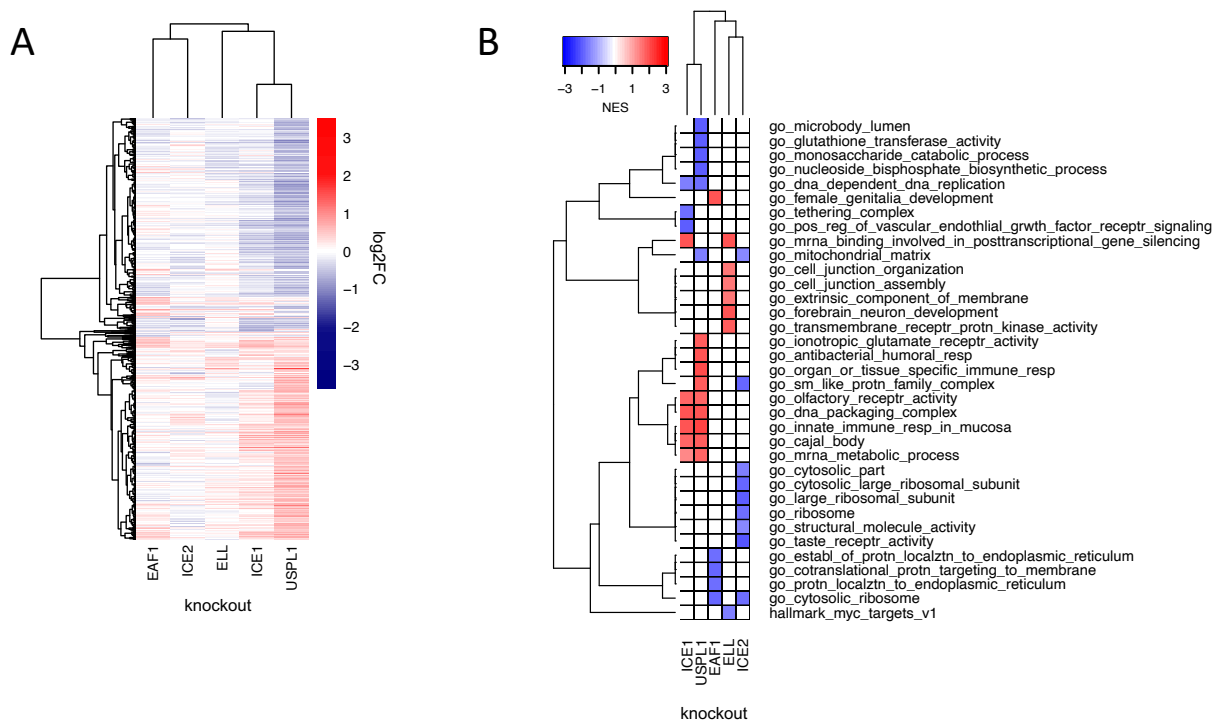 A
3
2
1
0
−1
−2
−3
log2FC
EAF1
ICE2
ELL
ICE1
USPL1
knockout
B
−3 −1 1 3
NES
go_microbody_lumen
go_glutathione_transferase_activity
go_monosaccharide_catabolic_process
go_nucleoside_bisphosphate_biosynthetic_process
go_dna_dependent_dna_replication
go_female_genitalia_development
go_tethering_complex
go_pos_reg_of_vascular_endothlial_grwth_factor_receptr_signaling
go_mrna_binding_involved_in_posttranscriptional_gene_silencing
go_mitochondrial_matrix
go_cell_junction_organization
go_cell_junction_assembly
go_extrinsic_component_of_membrane
go_forebrain_neuron_development
go_transmembrane_receptr_protn_kinase_activity
go_ionotropic_glutamate_receptr_activity
go_antibacterial_humoral_resp
go_organ_or_tissue_specific_immune_resp
go_sm_like_protn_family_complex
go_olfactory_receptr_activity
go_dna_packaging_complex
go_innate_immune_resp_in_mucosa
go_cajal_body
go_mrna_metabolic_process
go_cytosolic_part
go_cytosolic_large_ribosomal_subunit
go_large_ribosomal_subunit
go_ribosome
go_structural_molecule_activity
go_taste_receptr_activity
go_establ_of_protn_localztn_to_endoplasmic_reticulum
go_cotranslational_protn_targeting_to_membrane
go_protn_localztn_to_endoplasmic_reticulum
go_cytosolic_ribosome
hallmark_myc_targets_v1
ICE1
USPL1
EAF1
ELL
ICE2
knockout